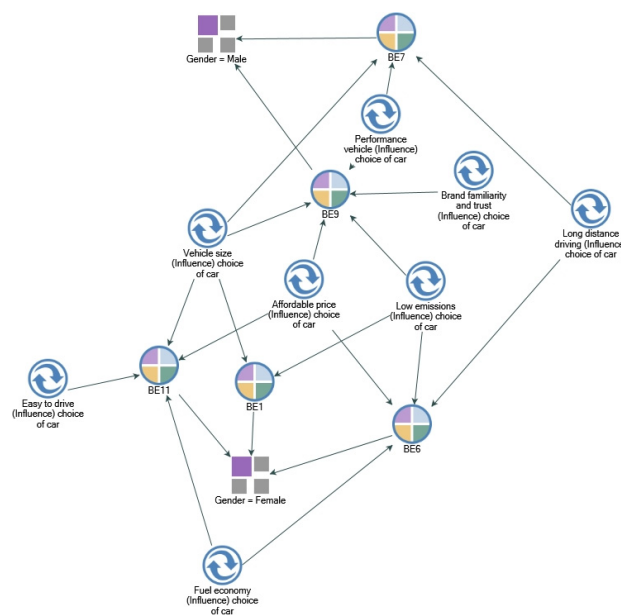 Gender = Male
BE7
Performance
vehicle (Influence)
choice of car
BE9
Brand familiarity
and trust
(Influence) choice
of car
Vehicle size
(Influence) choice
of car
Long distance
driving (Influence)
choice of car
Affordable price
(Influence) choice
of car
Low emissions
(Influence) choice
of car
BE11
BE1
Easy to drive
(Influence) choice
of car
BE6
Gender = Female
Fuel economy
(Influence) choice
of car